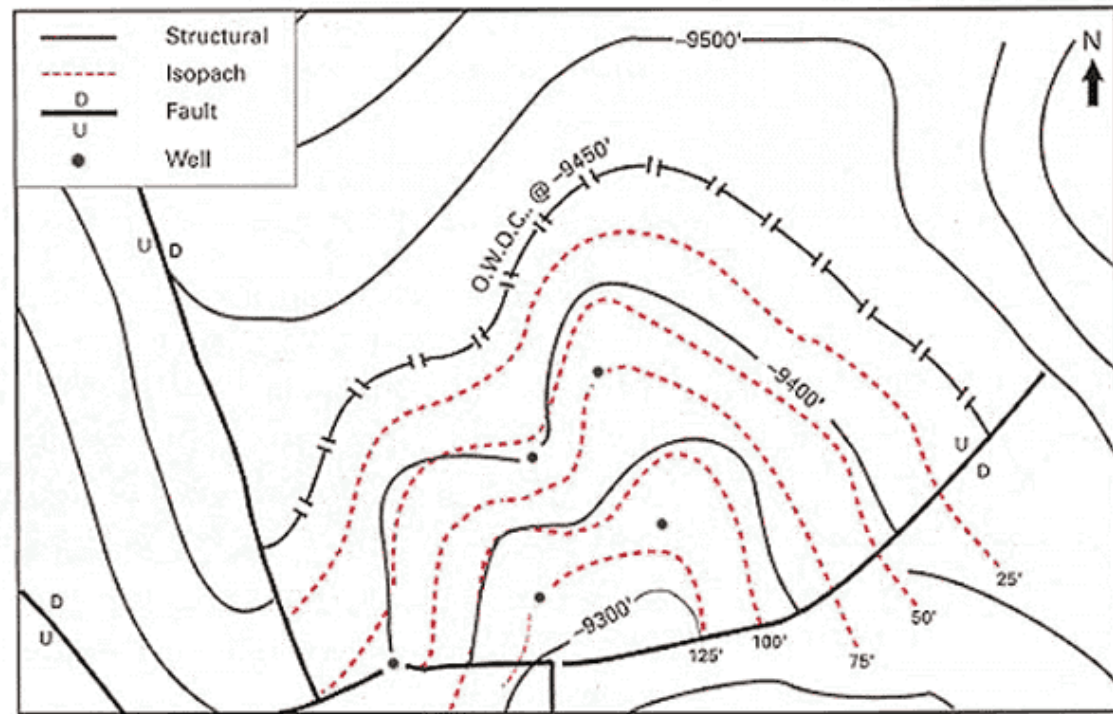 Structural
Isopach
D
U
Fault
Well
N
-9500'
O.W.D.C.. @ -9450'
U D
-9400'
U
D
D
U
-9300'
25'
50'
75'
100'
125'